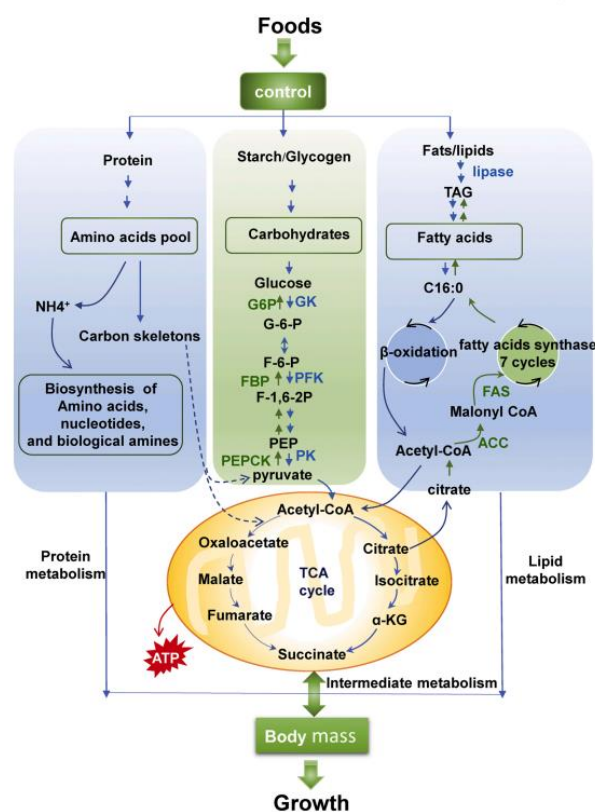 Foods
control
Protein
Amino acids pool
NH4⁺
Carbon skeletons
Biosynthesis of
Amino acids,
nucleotides,
and biological amines
Starch/Glycogen
Carbohydrates
Glucose
G6P GK
G-6-P
F-6-P
FBP PFK
F-1,6-2P
PEP
PEPCK PK
pyruvate
Fats/lipids
lipase
TAG
Fatty acids
C16:0
β-oxidation
fatty acids synthase
7 cycles
FAS
Malonyl CoA
ACC
Acetyl-CoA
citrate
Acetyl-CoA
Oxaloacetate
Citrate
Malate
TCA
cycle
Isocitrate
Fumarate
α-KG
Succinate
ATP
Protein
metabolism
Lipid
metabolism
Intermediate metabolism
Body mass
Growth